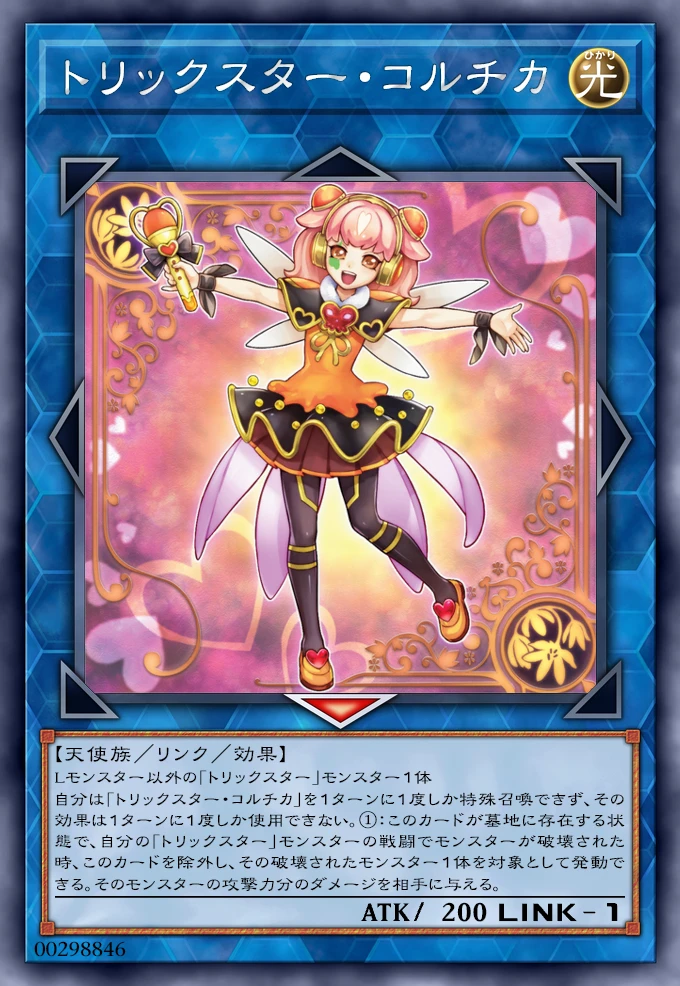 トリックスター・コルチカ
ひかり
光
【天使族/リンク/効果】
Lモンスター以外の「トリックスター」モンスター1体
自分は「トリックスター・コルチカ」を1ターンに1度しか特殊召喚できず、その
効果は1ターンに1度しか使用できない。①:このカードが墓地に存在する状
態で、自分の「トリックスター」モンスターの戦闘でモンスターが破壊された
時、このカードを除外し、その破壊されたモンスター1体を対象として発動で
きる。そのモンスターの攻撃力分のダメージを相手に与える。
ATK/ 200 LINK-1
00298846